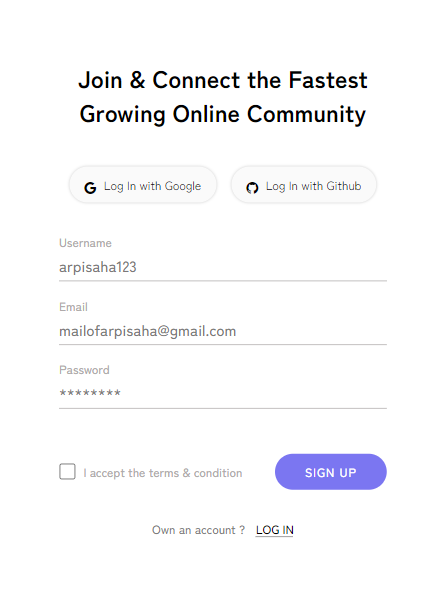 Join & Connect the Fastest
Growing Online Community
Log In with Google
Log In with Github
Username
arpisaha123
Email
mailofarpisaha@gmail.com
Password
********
I accept the terms & condition
SIGN UP
Own an account ? LOG IN